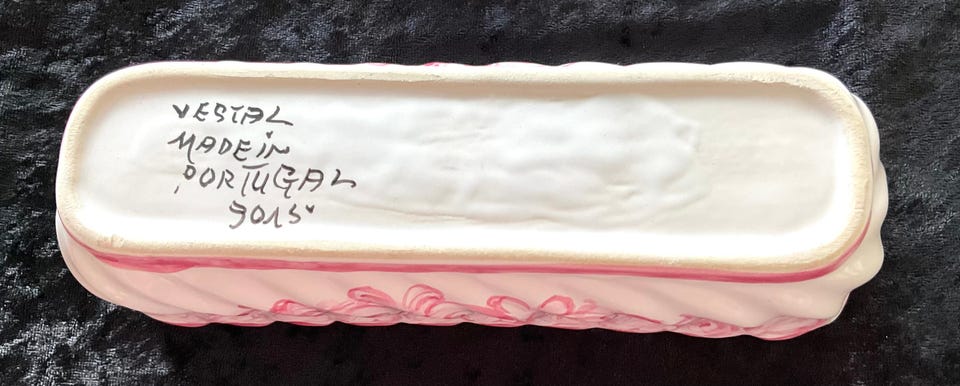 VESTAL
MADE IN
PORTUGAL
9015